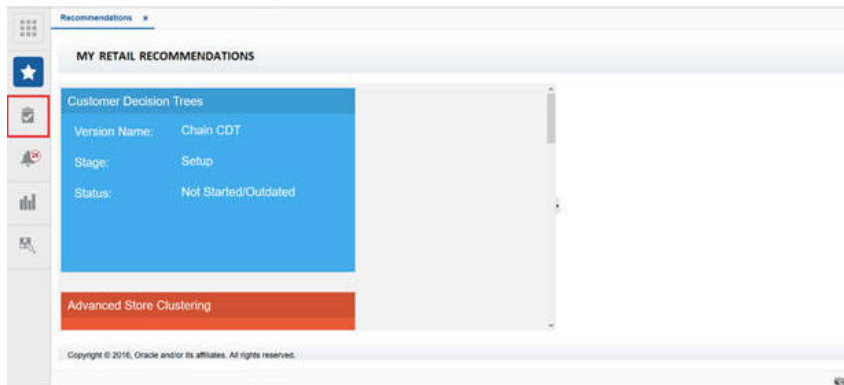 Recommendations x
MY RETAIL RECOMMENDATIONS
Customer Decision Trees
Version Name: Chain CDT
Stage: Setup
Status: Not Started/Outdated
Advanced Store Clustering
Copyright © 2016, Oracle and/or its affiliates. All rights reserved.